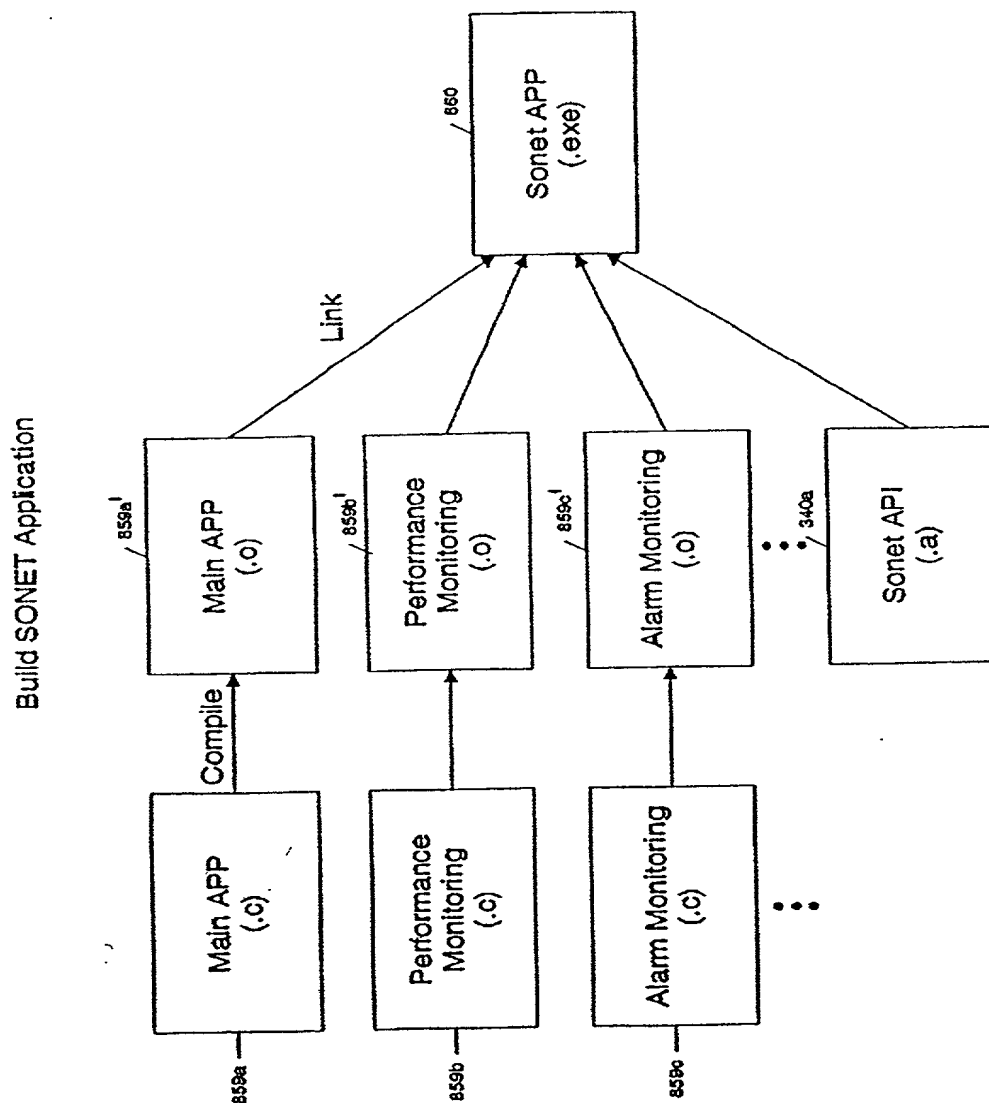 Build SONET Application
859a
Main APP
(.c)
Compile
859a'
Main APP
(.o)
Link
859b
Performance
Monitoring
(.c)
859b'
Performance
Monitoring
(.o)
859c
Alarm Monitoring
(.c)
859c'
Alarm Monitoring
(.o)
340a
Sonet API
(.a)
860
Sonet APP
(.exe)